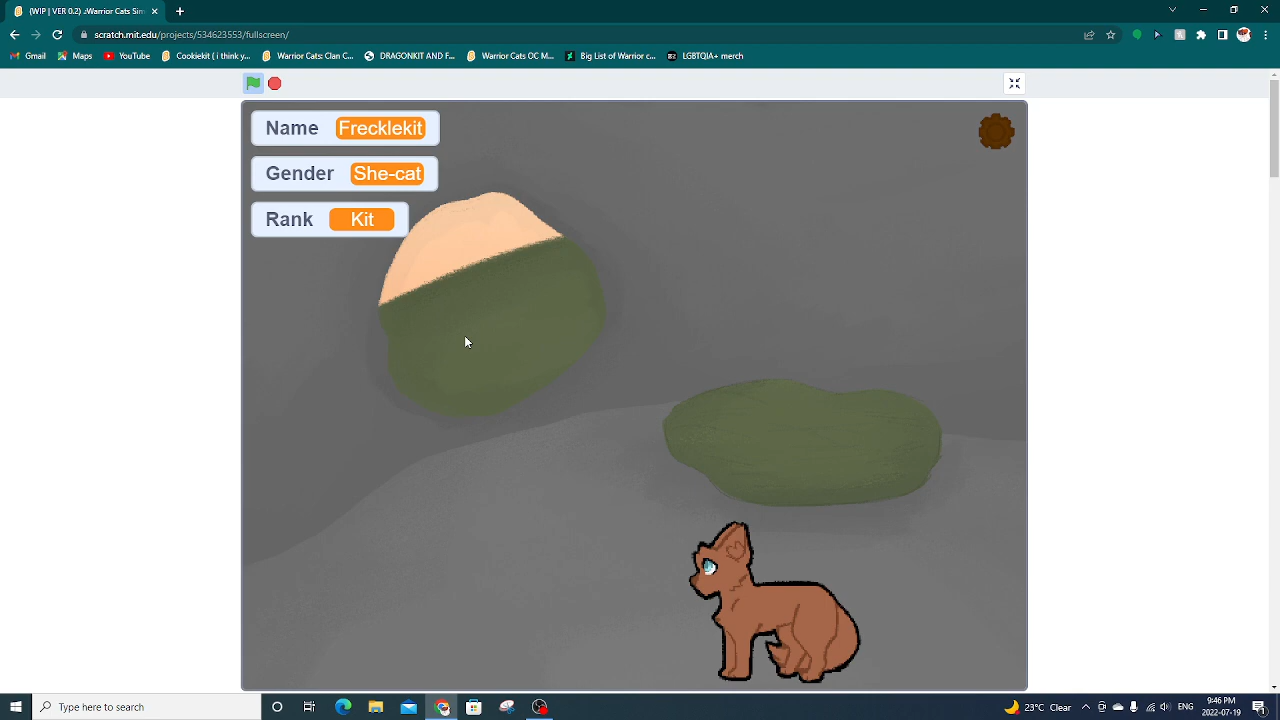 (WIP | VER 0.2) :Warrior Cats Sim
scratch.mit.edu/projects/534623553/fullscreen/
Gmail Maps YouTube Cookiekit ( i think y... Warrior Cats: Clan C... DRAGONKIT AND F... Warrior Cats OC M... Big List of Warrior c... LGBTQIA+ merch
Name Frecklekit
Gender She-cat
Rank Kit
Type here to search
23°C Clear
ENG
9:46 PM
2022-07-19